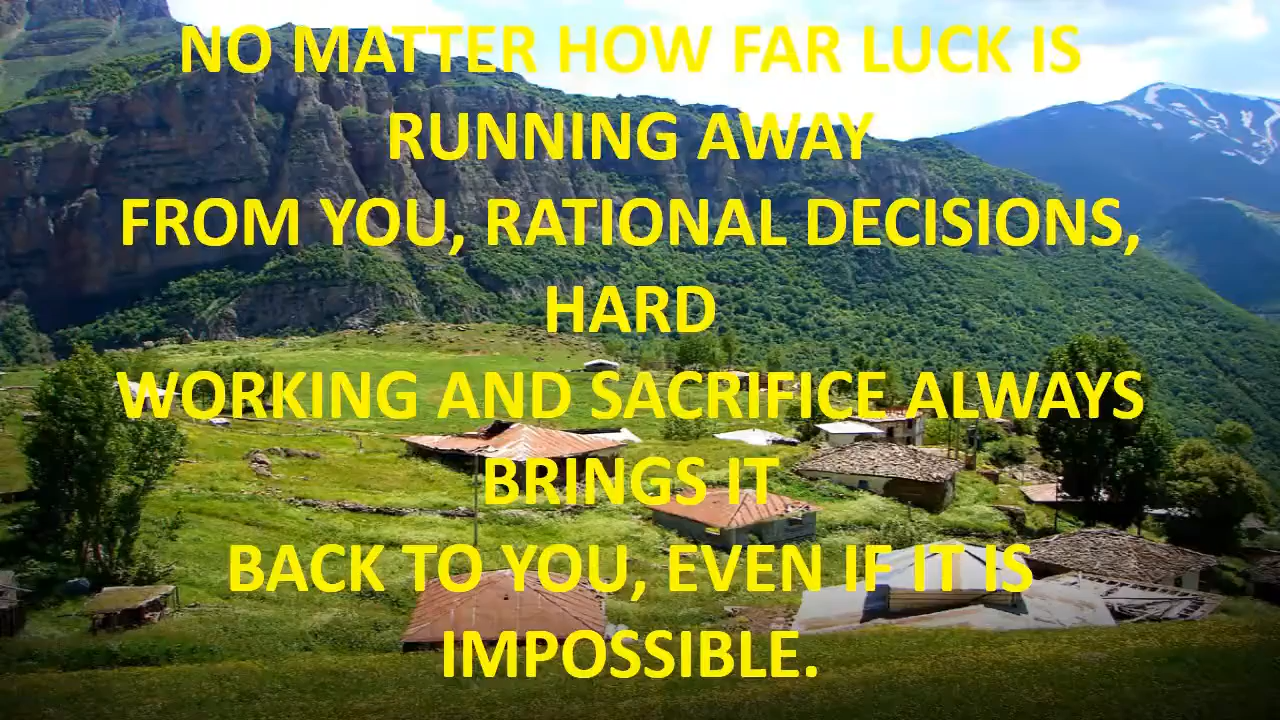 NO MATTER HOW FAR LUCK IS
RUNNING AWAY
FROM YOU, RATIONAL DECISIONS,
HARD
WORKING AND SACRIFICE ALWAYS
BRINGS IT
BACK TO YOU, EVEN IF IT IS
IMPOSSIBLE.